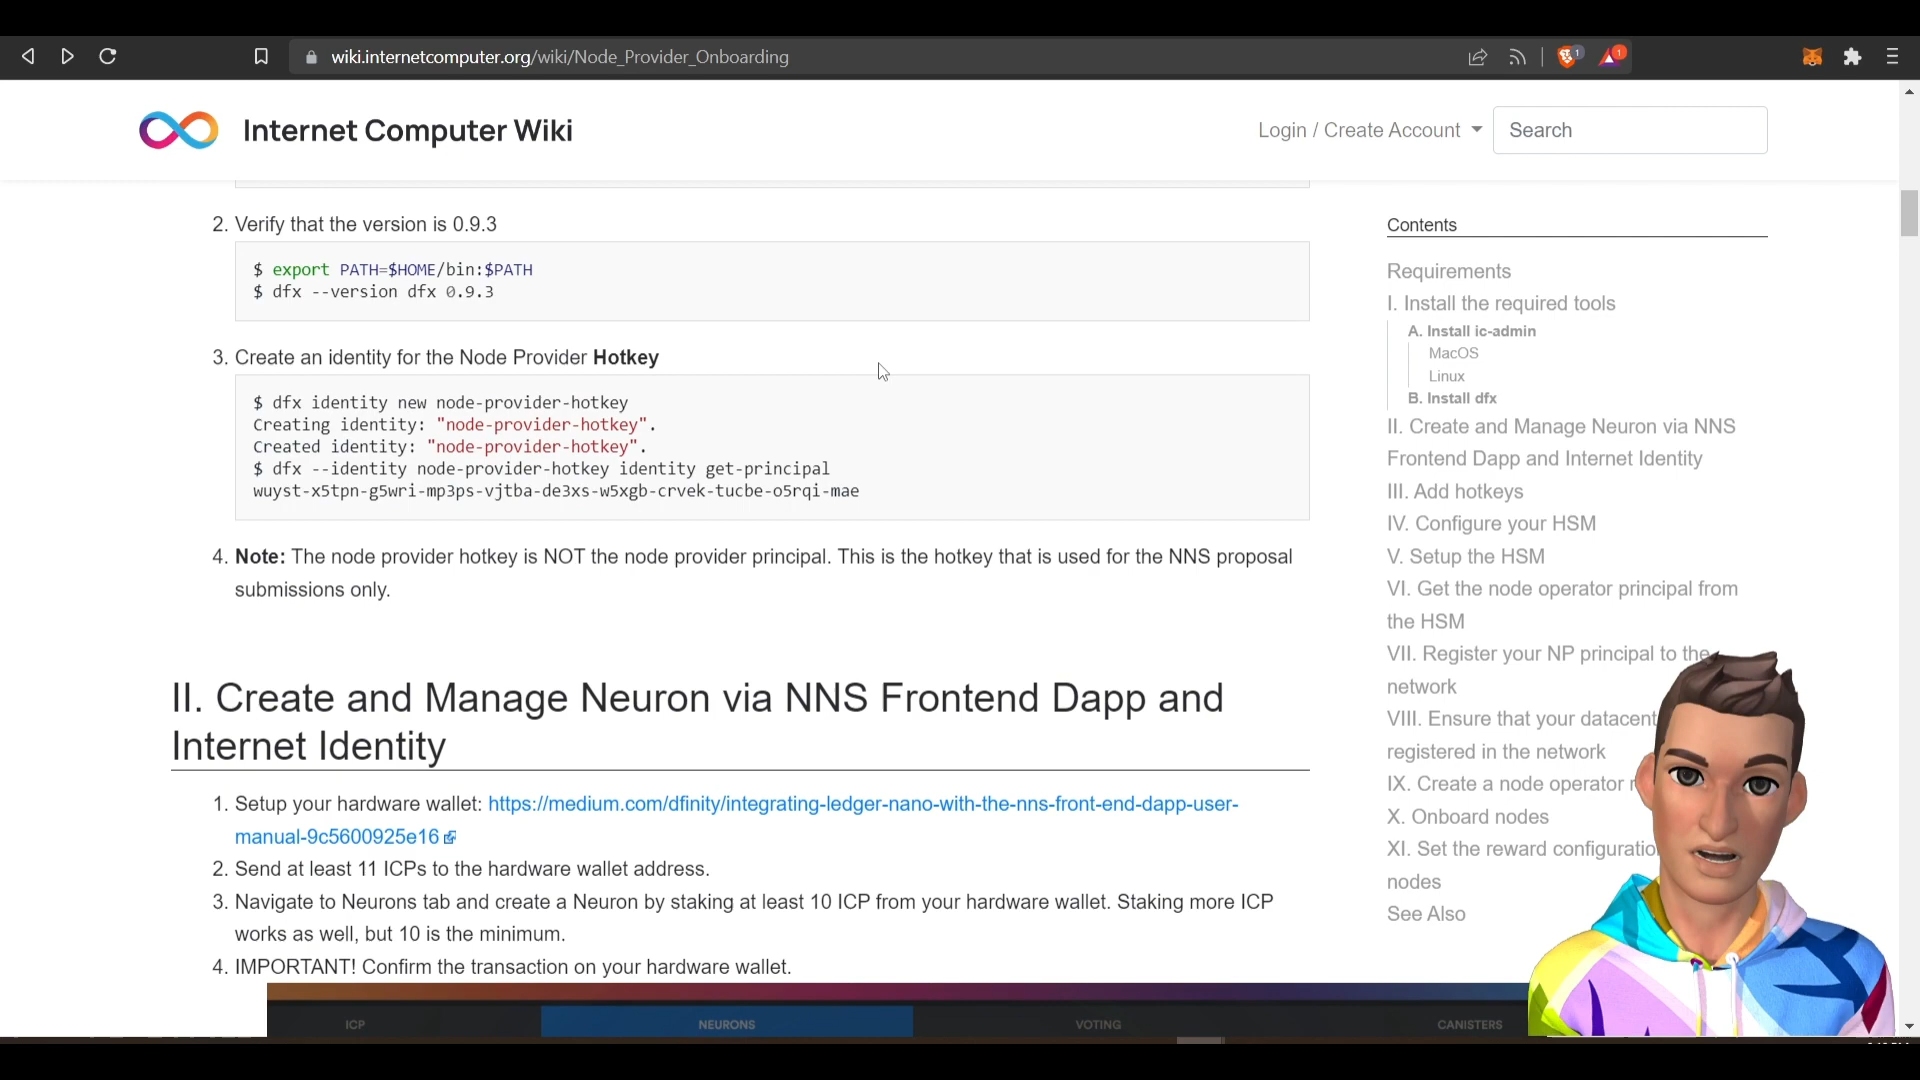 wiki.internetcomputer.org/wiki/Node_Provider_Onboarding
1
1
Internet Computer Wiki
Login / Create Account
Search
2. Verify that the version is 0.9.3
$ export PATH=$HOME/bin:$PATH
$ dfx --version dfx 0.9.3
3. Create an identity for the Node Provider Hotkey
$ dfx identity new node-provider-hotkey
Creating identity: "node-provider-hotkey".
Created identity: "node-provider-hotkey".
$ dfx --identity node-provider-hotkey identity get-principal
wuyst-x5tpn-g5wri-mp3ps-vjtba-de3xs-w5xgb-crvek-tucbe-o5rqi-mae
4. Note: The node provider hotkey is NOT the node provider principal. This is the hotkey that is used for the NNS proposal
submissions only.
II. Create and Manage Neuron via NNS Frontend Dapp and
Internet Identity
1. Setup your hardware wallet: https://medium.com/dfinity/integrating-ledger-nano-with-the-nns-front-end-dapp-user-
manual-9c5600925e16
2. Send at least 11 ICPs to the hardware wallet address.
3. Navigate to Neurons tab and create a Neuron by staking at least 10 ICP from your hardware wallet. Staking more ICP
works as well, but 10 is the minimum.
4. IMPORTANT! Confirm the transaction on your hardware wallet.
ICP
NEURONS
VOTING
CANISTERS
Contents
Requirements
I. Install the required tools
A. Install ic-admin
MacOS
Linux
B. Install dfx
II. Create and Manage Neuron via NNS
Frontend Dapp and Internet Identity
III. Add hotkeys
IV. Configure your HSM
V. Setup the HSM
VI. Get the node operator principal from
the HSM
VII. Register your NP principal to the
network
VIII. Ensure that your datacent
registered in the network
IX. Create a node operator r
X. Onboard nodes
XI. Set the reward configuratio
nodes
See Also